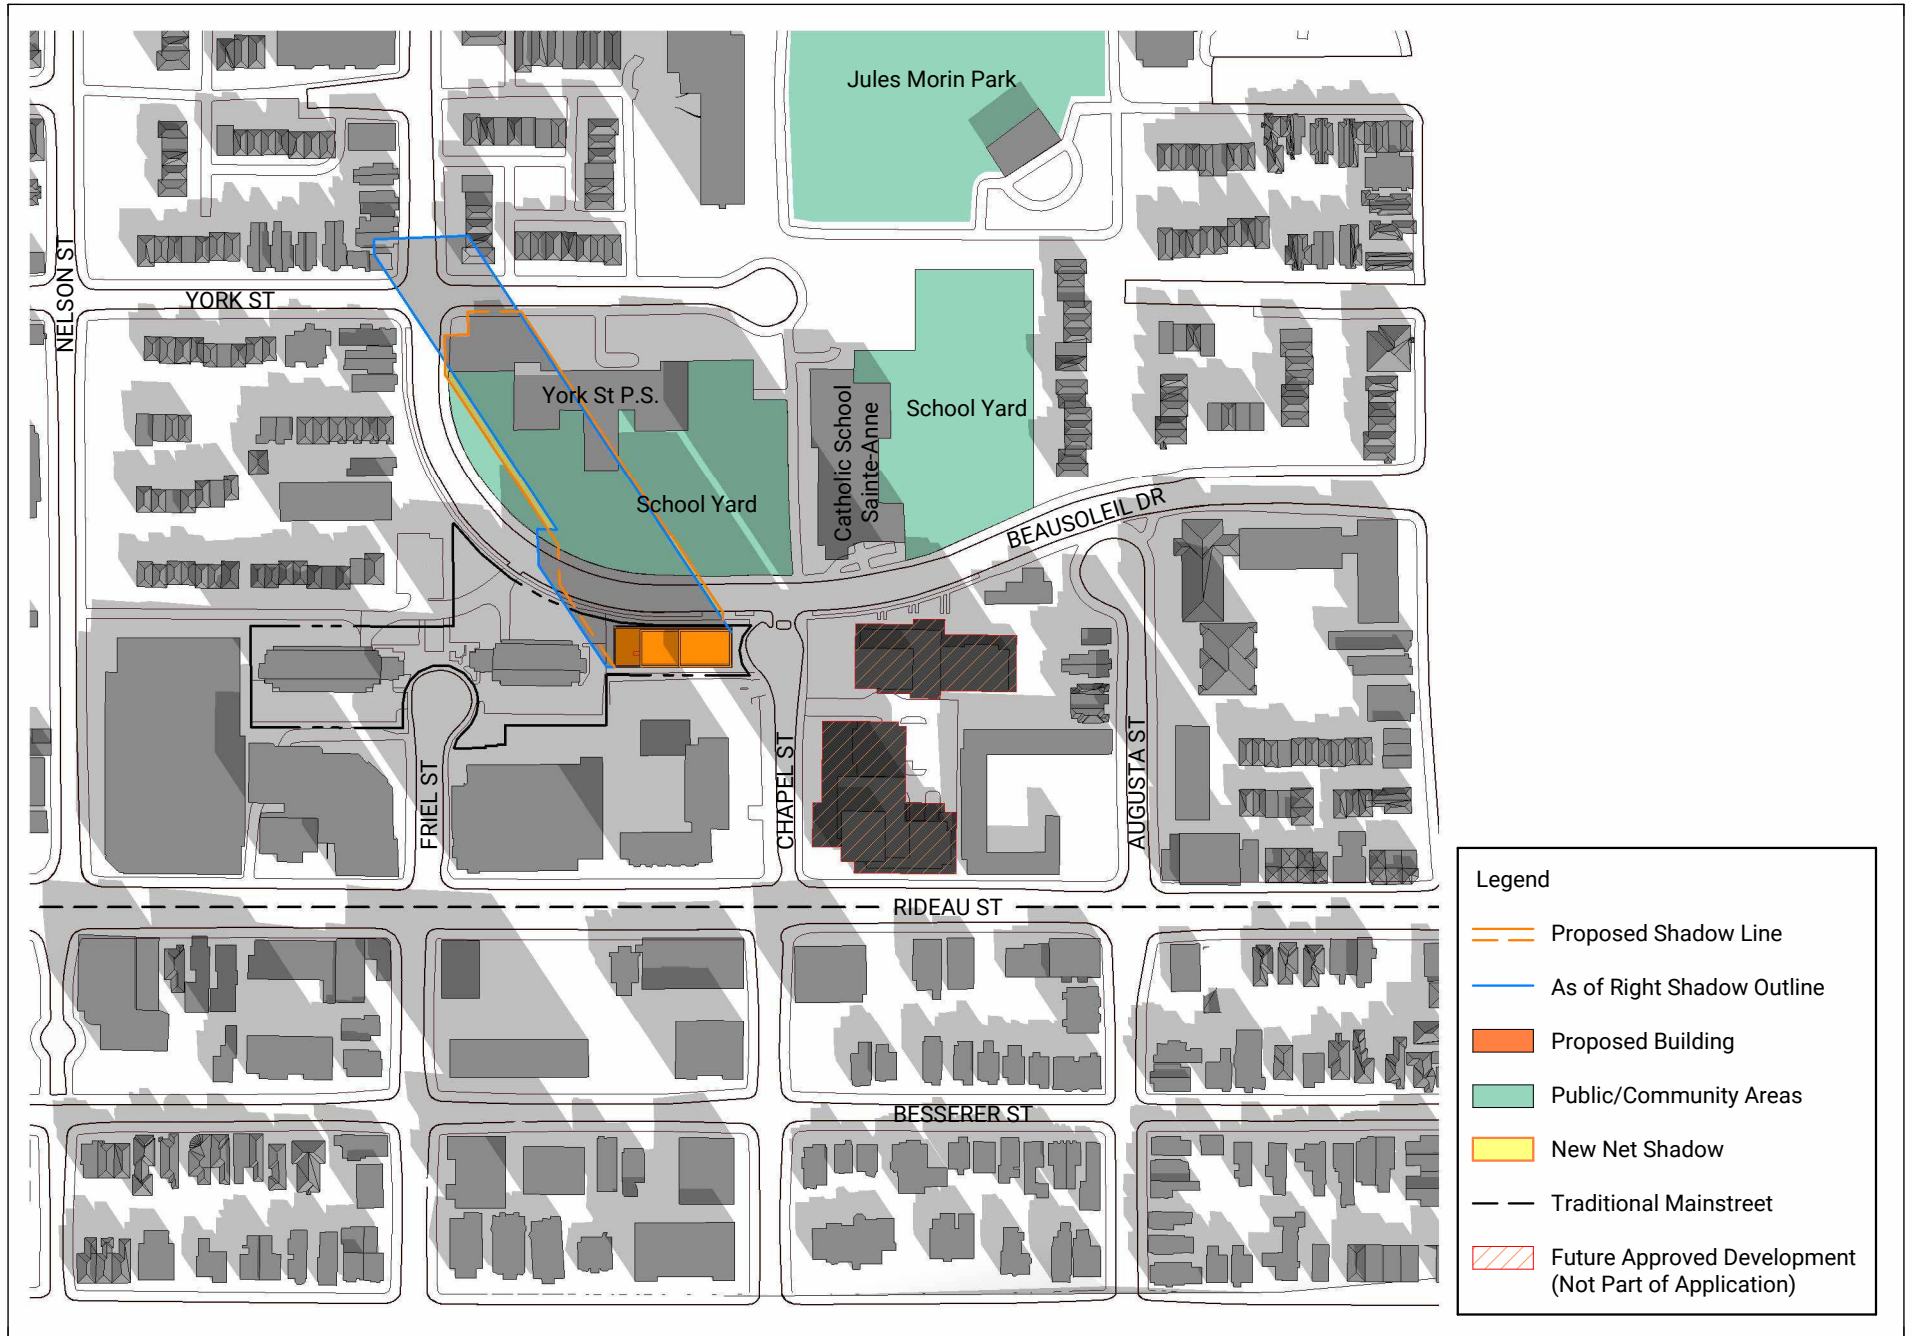 Jules Morin Park
NELSON ST
YORK ST
York St P.S.
School Yard
Catholic School
Sainte-Anne
School Yard
BEAUSOLEIL DR
FRIEL ST
CHAPEL ST
AUGUSTA ST
RIDEAU ST
BESSERER ST
Legend
Proposed Shadow Line
As of Right Shadow Outline
Proposed Building
Public/Community Areas
New Net Shadow
Traditional Mainstreet
Future Approved Development
(Not Part of Application)